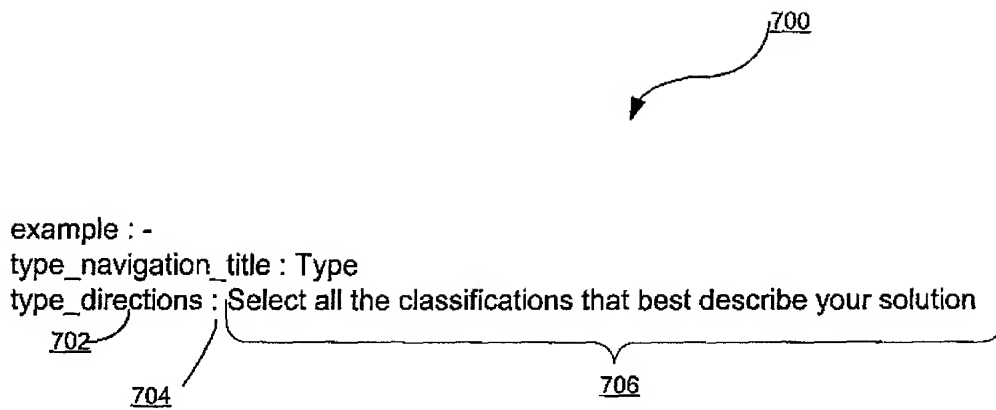 700
example : -
type_navigation_title : Type
type_directions : Select all the classifications that best describe your solution
702
704
706